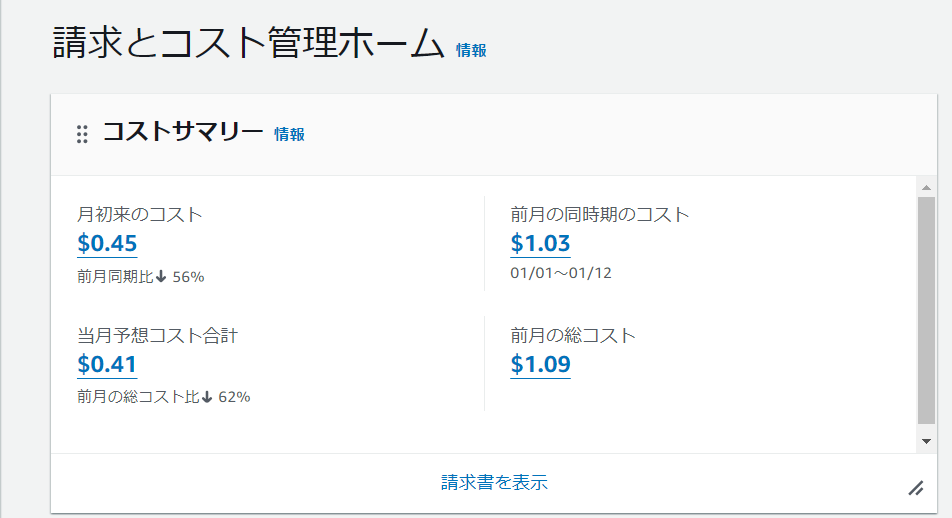 請求とコスト管理ホーム 情報
コストサマリー 情報
月初来のコスト
$0.45
前月同期比↓ 56%
前月の同時期のコスト
$1.03
01/01～01/12
当月予想コスト合計
$0.41
前月の総コスト比↓ 62%
前月の総コスト
$1.09
請求書を表示